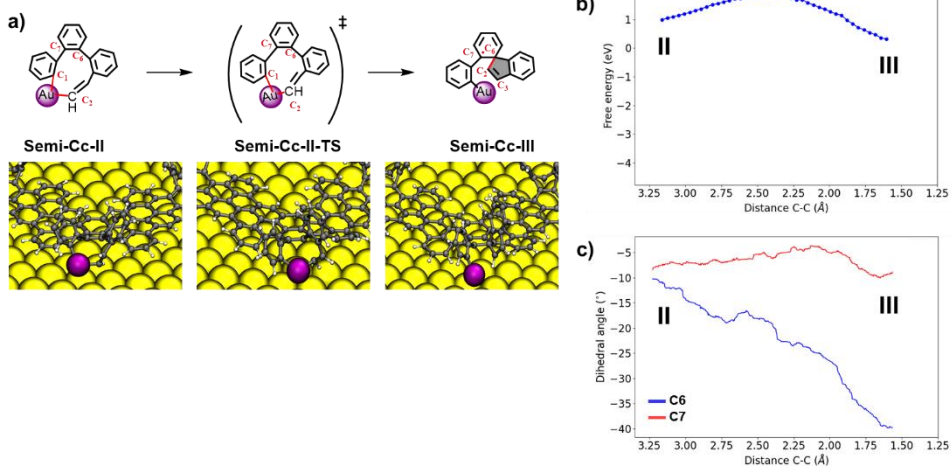 a)
‡
C7
C6
C1
Au
C
H
C2
C7
C6
C1
Au
CH
C2
C7
C6
C2
C3
Au
Semi-Cc-II
Semi-Cc-II-TS
Semi-Cc-III
b)
Free energy (eV)
1
0
−1
−2
−3
−4
II
III
3.25 3.00 2.75 2.50 2.25 2.00 1.75 1.50 1.25
Distance C-C (Å)
c)
Dihedral angle (°)
−5
−10
−15
−20
−25
−30
−35
−40
II
III
C6
C7
3.25 3.00 2.75 2.50 2.25 2.00 1.75 1.50 1.25
Distance C-C (Å)